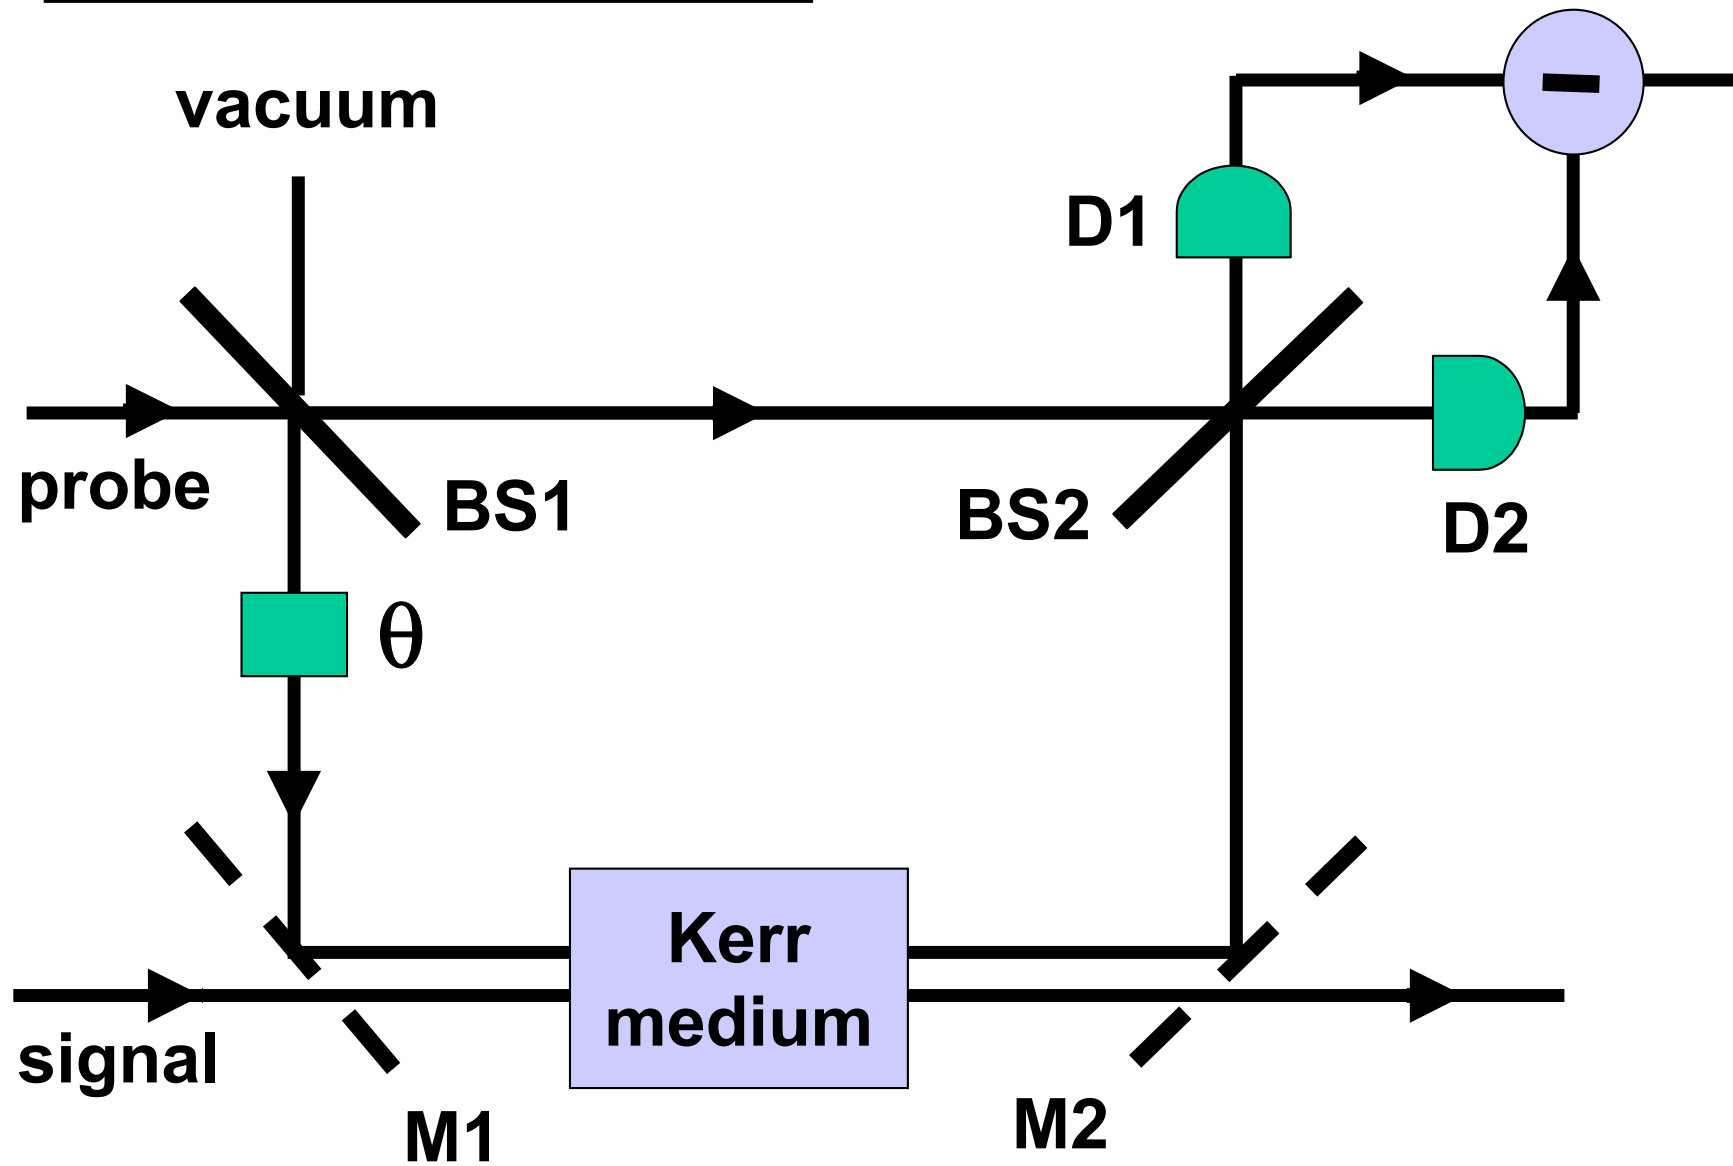 vacuum
D1
probe
BS1
BS2
D2
θ
Kerr
medium
signal
M1
M2